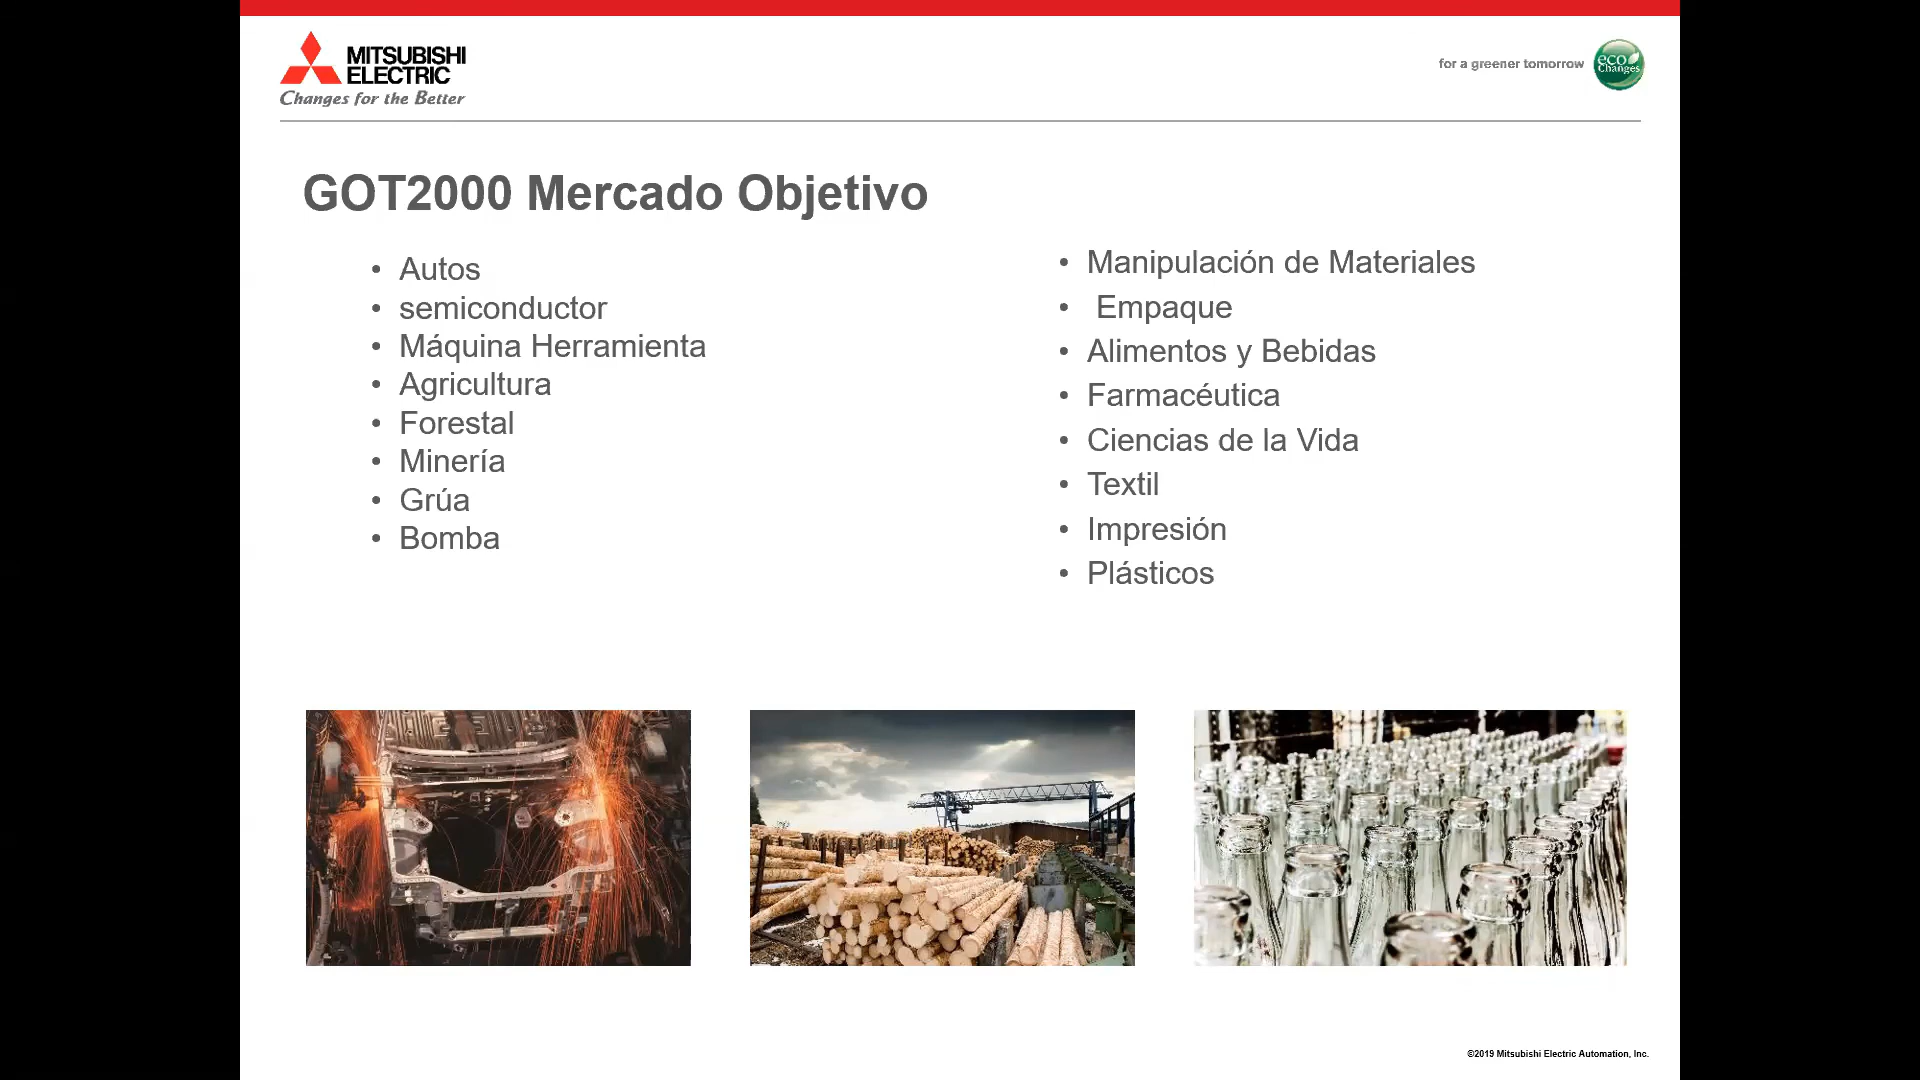 MITSUBISHI
ELECTRIC
Changes for the Better
for a greener tomorrow
eco
Changes
GOT2000 Mercado Objetivo
• Autos
• semiconductor
• Máquina Herramienta
• Agricultura
• Forestal
• Minería
• Grúa
• Bomba
• Manipulación de Materiales
• Empaque
• Alimentos y Bebidas
• Farmacéutica
• Ciencias de la Vida
• Textil
• Impresión
• Plásticos
©2019 Mitsubishi Electric Automation, Inc.